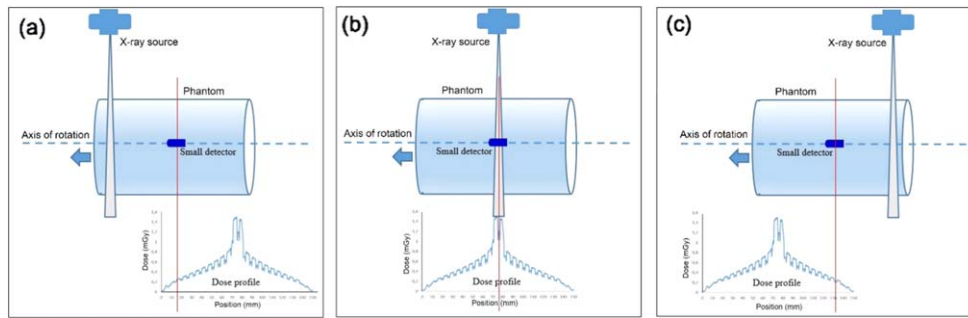 (a)
X-ray source
Phantom
Axis of rotation
Small detector
Dose (mGy)
Dose profile
Position (mm)
(b)
X-ray source
Phantom
Axis of rotation
Small detector
Dose (mGy)
Dose profile
Position (mm)
(c)
X-ray source
Phantom
Axis of rotation
Small detector
Dose (mGy)
Dose profile
Position (mm)